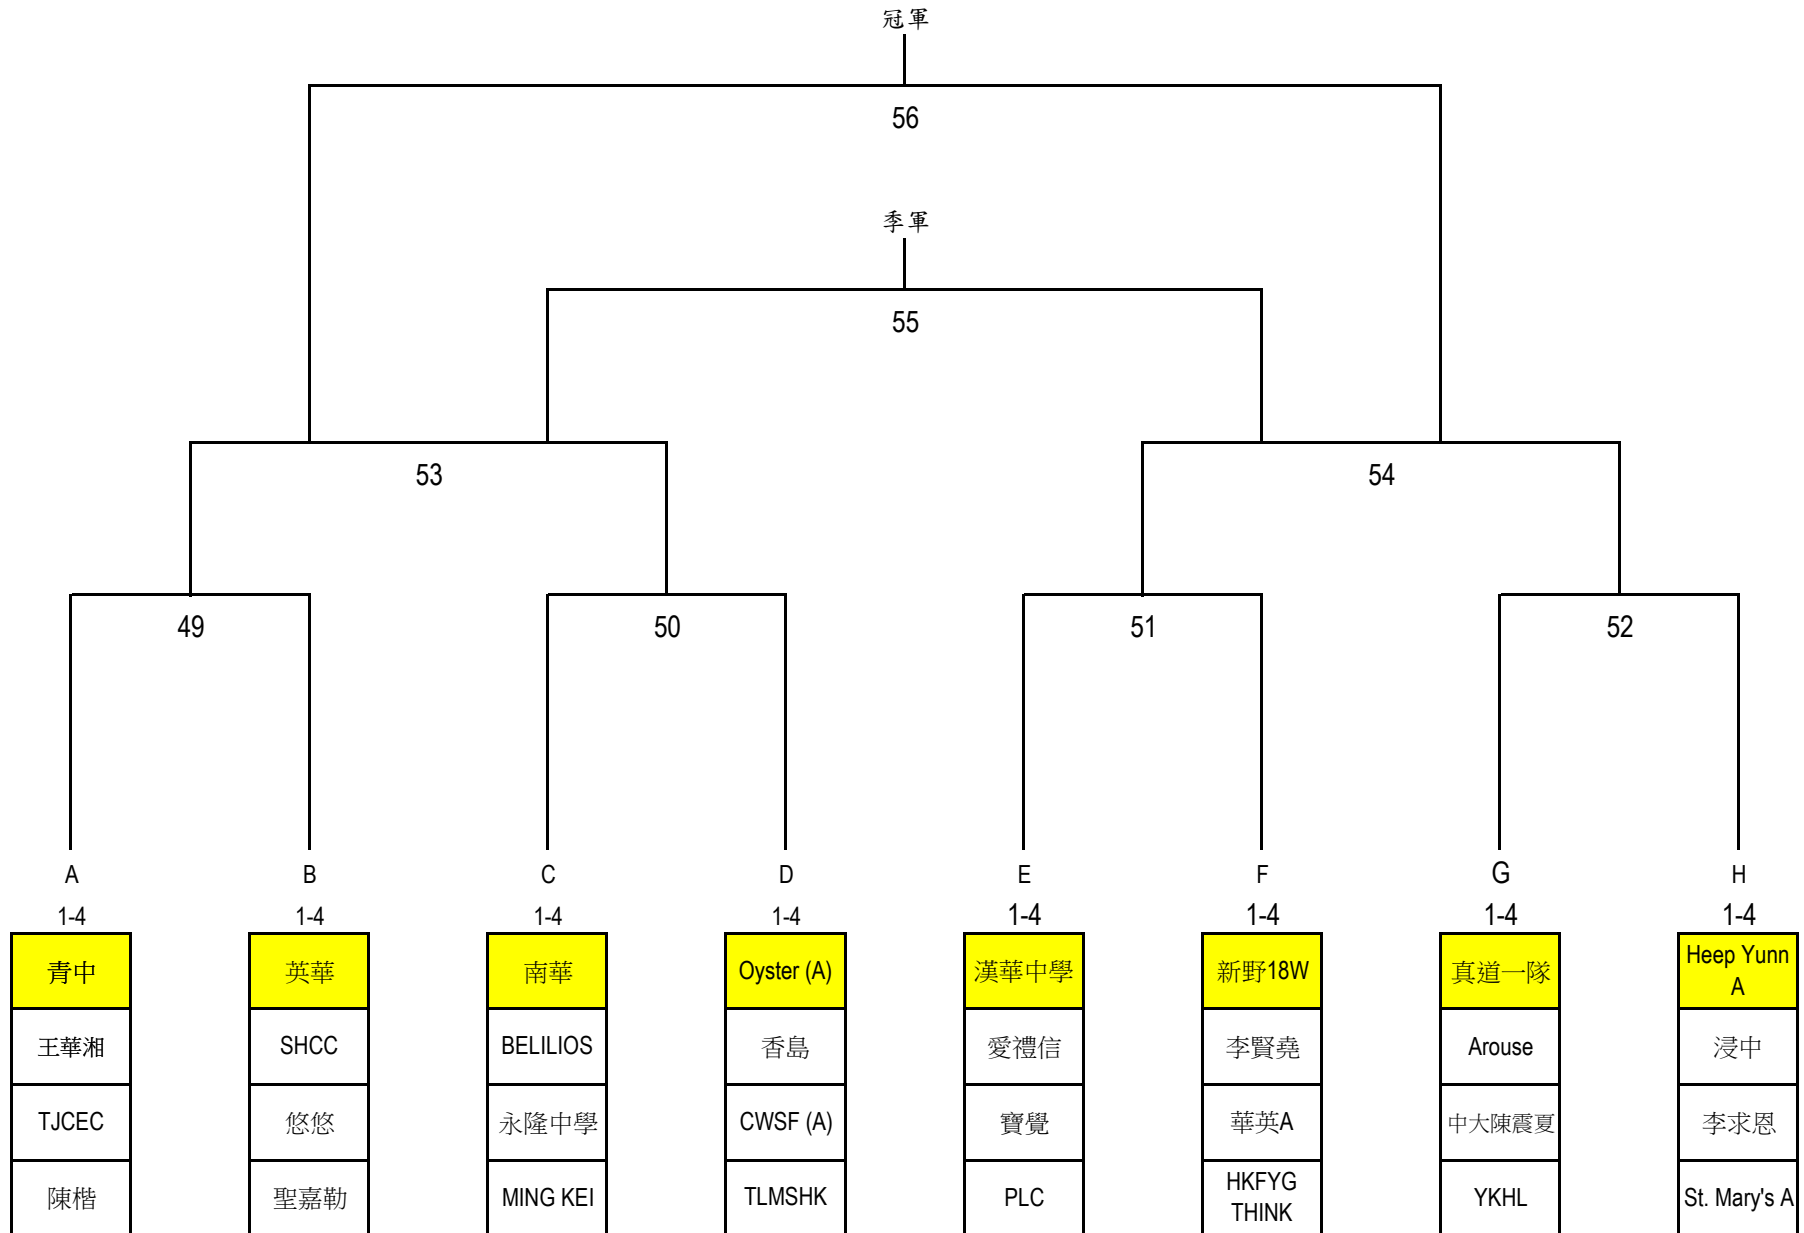 冠軍
56
季軍
55
53
54
49
50
51
52
A
B
C
D
E
F
G
H
1-4
1-4
1-4
1-4
1-4
1-4
1-4
1-4
青中
英華
南華
Oyster (A)
漢華中學
新野18W
真道一隊
Heep Yunn
A
王華湘
SHCC
BELILIOS
香島
愛禮信
李賢堯
Arouse
浸中
TJCEC
悠悠
永隆中學
CWSF (A)
寶覺
華英A
中大陳震夏
李求恩
陳楷
聖嘉勒
MING KEI
TLMSHK
PLC
HKFYG
THINK
YKHL
St. Mary's A